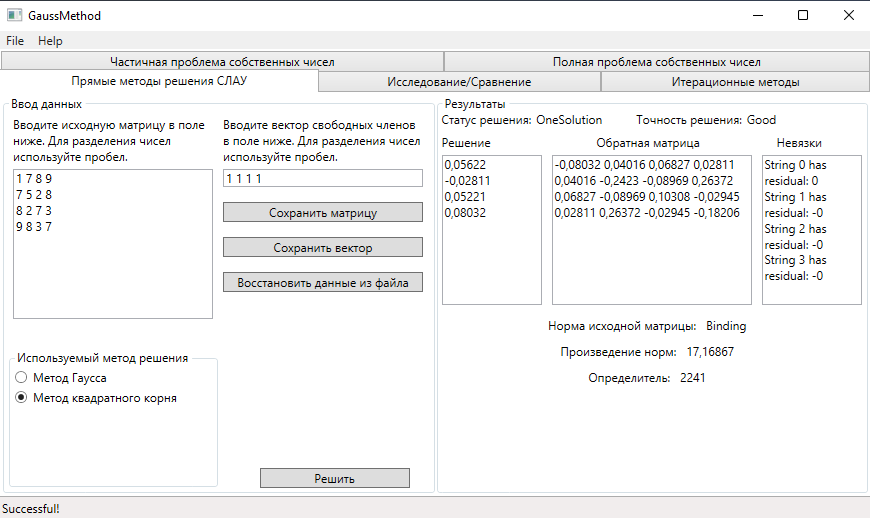 GaussMethod
File Help
Частичная проблема собственных чисел
Полная проблема собственных чисел
Прямые методы решения СЛАУ
Исследование/Сравнение
Итерационные методы
Ввод данных
Вводите исходную матрицу в поле
ниже. Для разделения чисел
используйте пробел.
1 7 8 9
7 5 2 8
8 2 7 3
9 8 3 7
Вводите вектор свободных членов
в поле ниже. Для разделения чисел
используйте пробел.
1 1 1 1
Сохранить матрицу
Сохранить вектор
Восстановить данные из файла
Используемый метод решения
Метод Гаусса
Метод квадратного корня
Решить
Результаты
Статус решения: OneSolution
Точность решения: Good
Решение
0,05622
-0,02811
0,05221
0,08032
Обратная матрица
-0,08032 0,04016 0,06827 0,02811
0,04016 -0,2423 -0,08969 0,26372
0,06827 -0,08969 0,10308 -0,02945
0,02811 0,26372 -0,02945 -0,18206
Невязки
String 0 has
residual: 0
String 1 has
residual: -0
String 2 has
residual: -0
String 3 has
residual: -0
Норма исходной матрицы: Binding
Произведение норм: 17,16867
Определитель: 2241
Successful!